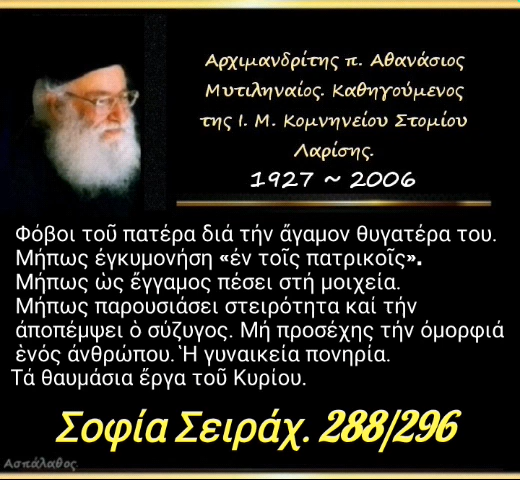 Αρχιμανδρίτης π. Αθανάσιος
Μυτιληναίος. Καθηγούμενος
της Ι. Μ. Κομνηνείου Στομίου
Λαρίσης.
1927 ~ 2006
Φόβοι τοῦ πατέρα διά τήν ἄγαμον θυγατέρα του.
Μήπως ἐγκυμονήση «ἐν τοῖς πατρικοῖς».
Μήπως ὡς ἔγγαμος πέσει στή μοιχεία.
Μήπως παρουσιάσει στειρότητα καί τήν
ἀποπέμψει ὁ σύζυγος. Μή προσέχης τήν ὁμορφιά
ἑνός ἀνθρώπου. Ἡ γυναικεία πονηρία.
Τά θαυμάσια ἔργα τοῦ Κυρίου.
Σοφία Σειράχ. 288/296
Ασπάλαθος.